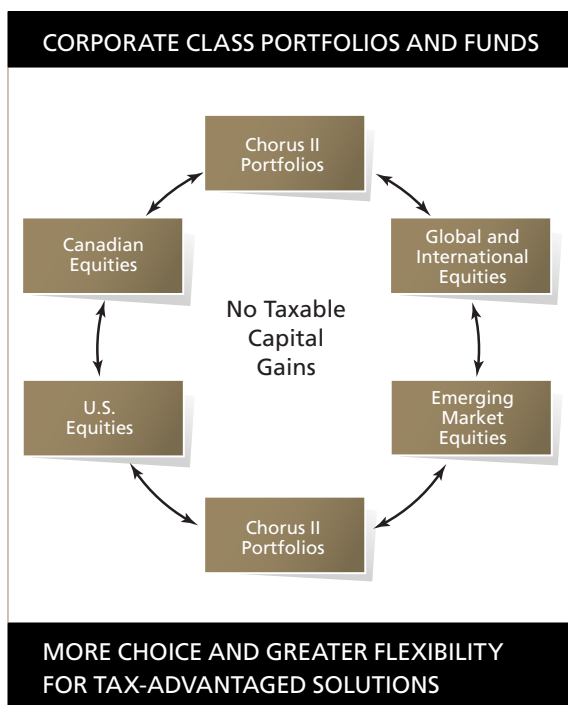 CORPORATE CLASS PORTFOLIOS AND FUNDS
Chorus II
Portfolios
Canadian
Equities
Global and
International
Equities
No Taxable
Capital
Gains
U.S.
Equities
Emerging
Market
Equities
Chorus II
Portfolios
MORE CHOICE AND GREATER FLEXIBILITY
FOR TAX-ADVANTAGED SOLUTIONS